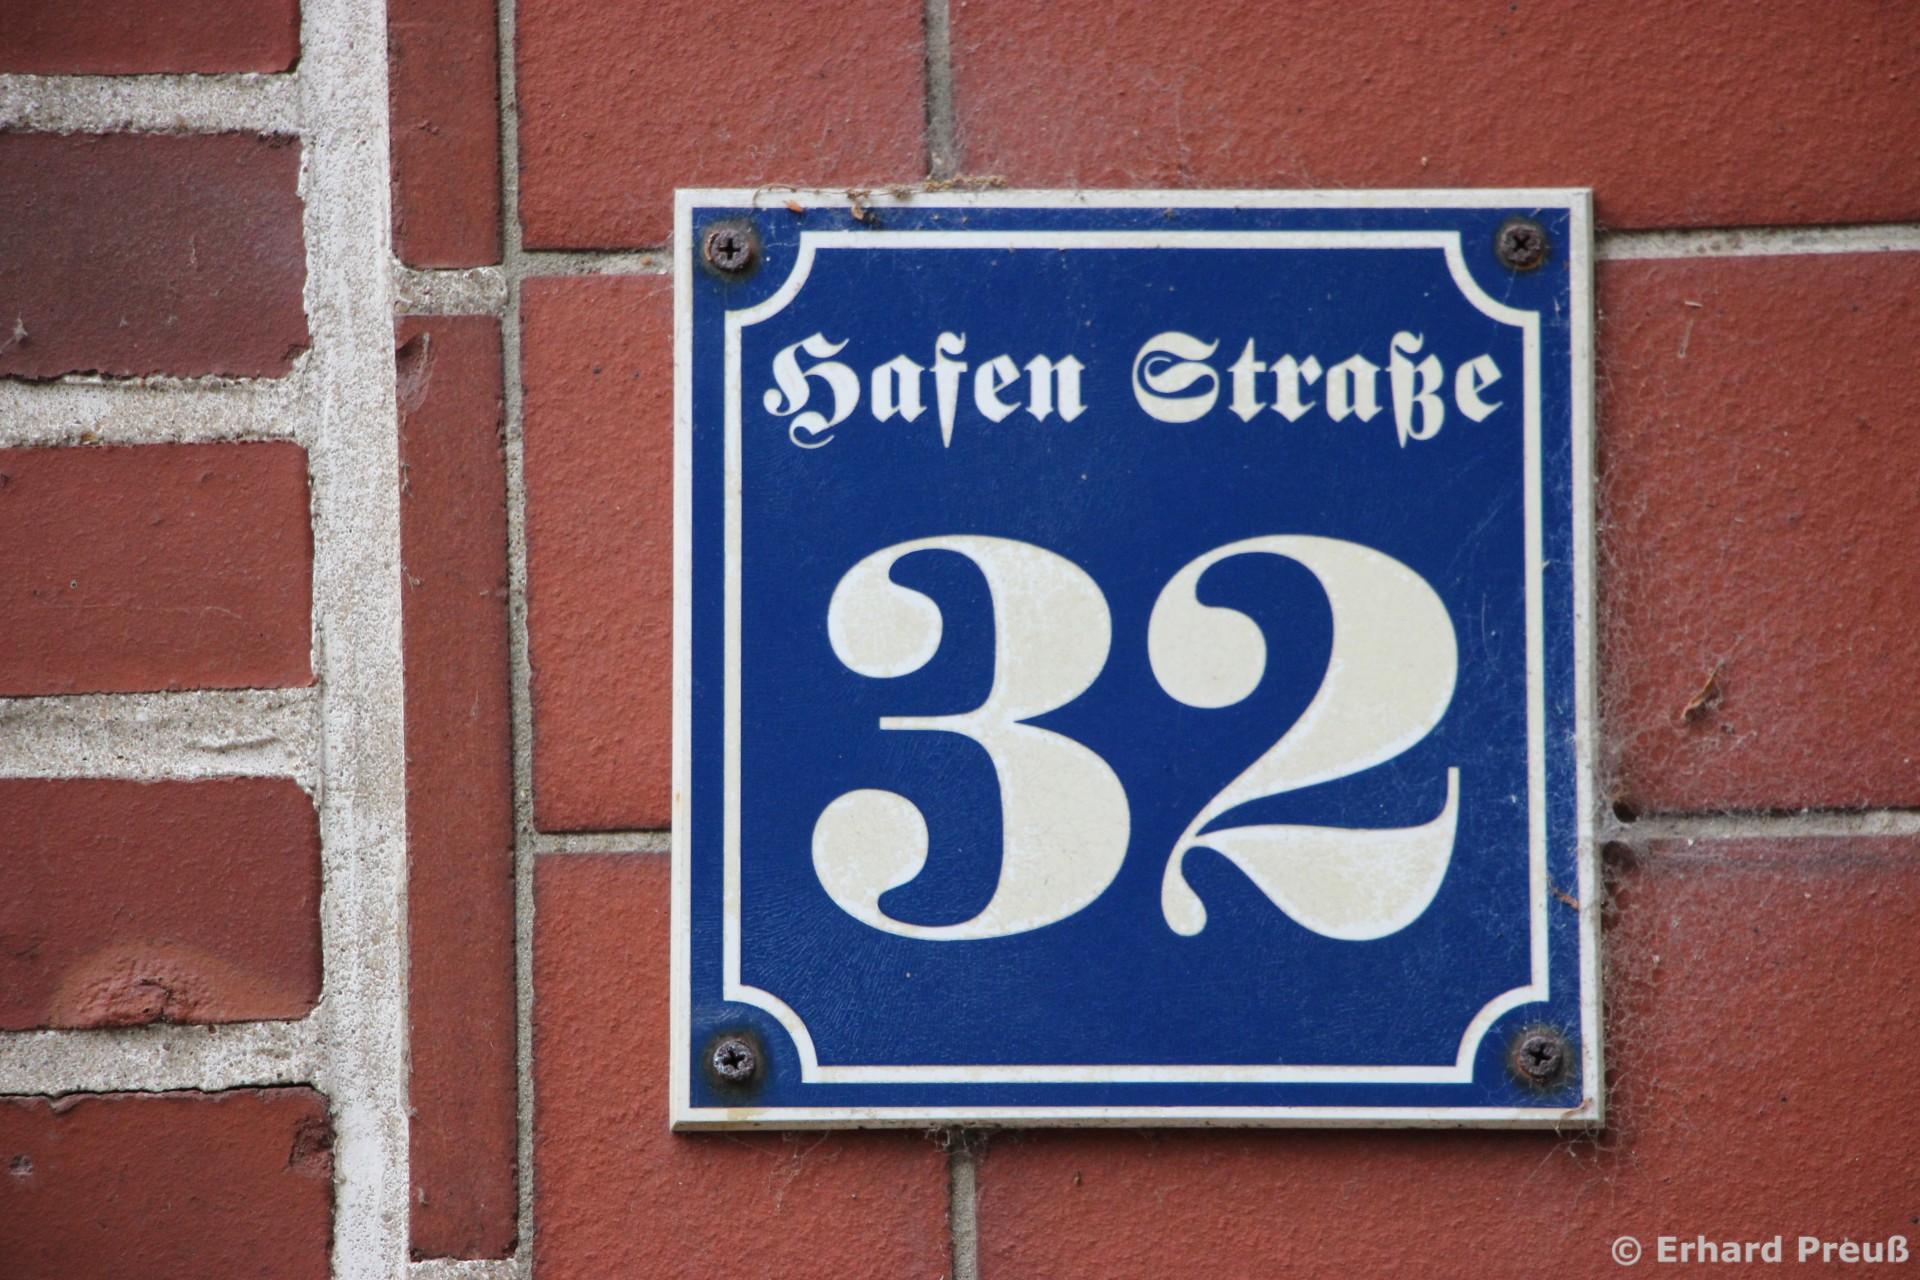 Hafen Straße
32
© Erhard Preuß